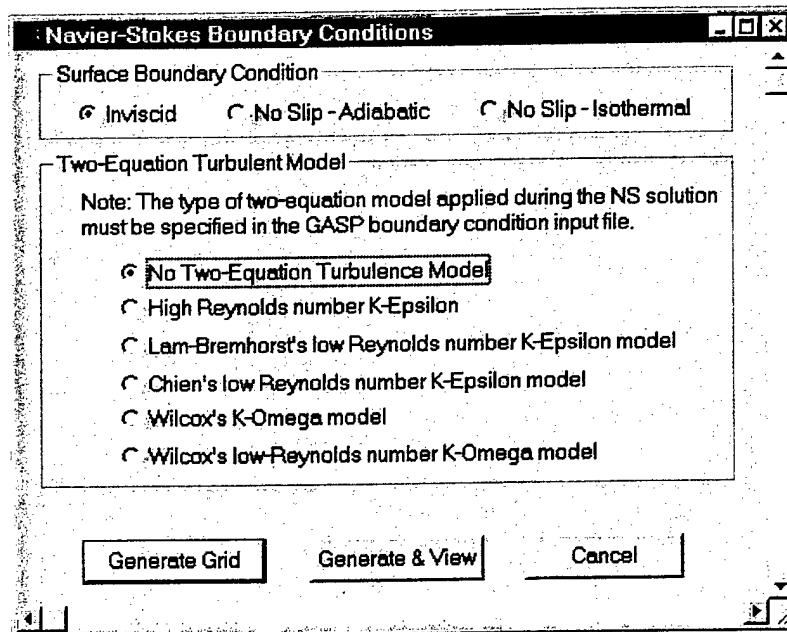 Navier-Stokes Boundary Conditions
Surface Boundary Condition
Inviscid No Slip - Adiabatic No Slip - Isothermal
Two-Equation Turbulent Model
Note: The type of two-equation model applied during the NS solution
must be specified in the GASP boundary condition input file.
No Two-Equation Turbulence Model
High Reynolds number K-Epsilon
Lam-Bremhorst's low Reynolds number K-Epsilon model
Chien's low Reynolds number K-Epsilon model
Wilcox's K-Omega model
Wilcox's low-Reynolds number K-Omega model
Generate Grid Generate & View Cancel